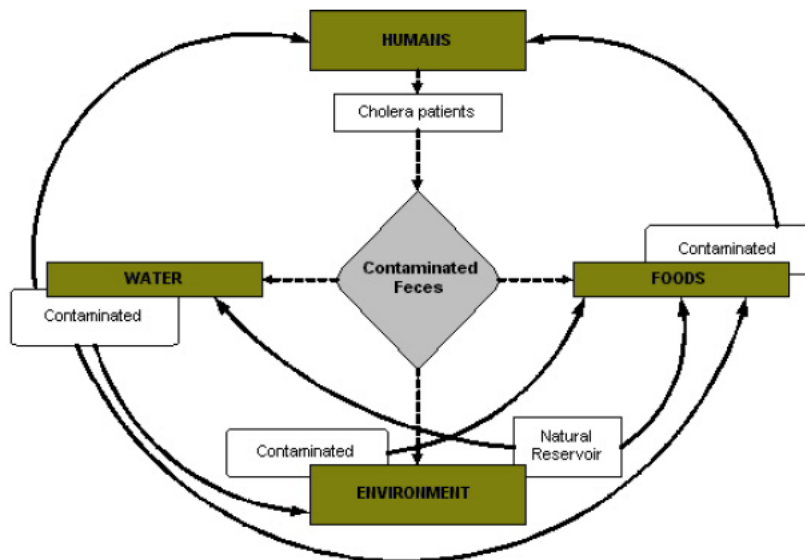 HUMANS
Cholera patients
Contaminated
Contaminated
Feces
WATER
FOODS
Contaminated
Contaminated
Natural
Reservoir
ENVIRONMENT